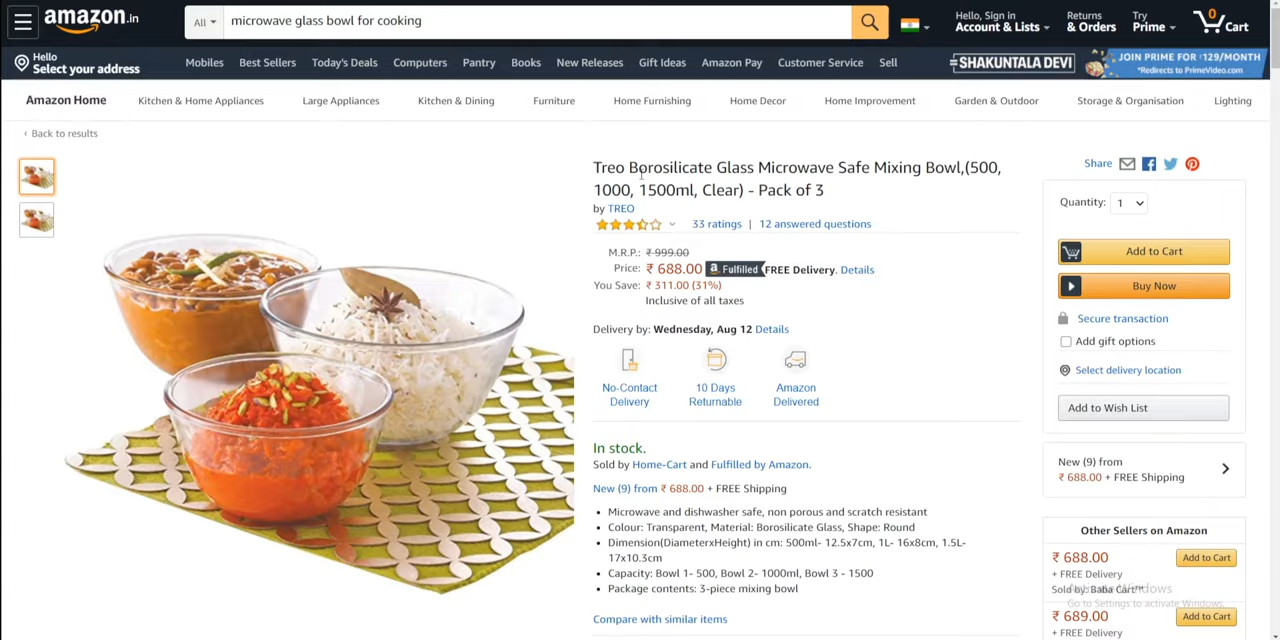 amazon.in
All
microwave glass bowl for cooking
Hello, Sign in
Account & Lists
Returns
& Orders
Try
Prime
0
Cart
Hello
Select your address
Mobiles
Best Sellers
Today's Deals
Computers
Pantry
Books
New Releases
Gift Ideas
Amazon Pay
Customer Service
Sell
#SHAKUNTALA DEVI
JOIN PRIME FOR ₹129/MONTH
*Redirects to PrimeVideo.com
Amazon Home
Kitchen & Home Appliances
Large Appliances
Kitchen & Dining
Furniture
Home Furnishing
Home Decor
Home Improvement
Garden & Outdoor
Storage & Organisation
Lighting
‹ Back to results
Treo Borosilicate Glass Microwave Safe Mixing Bowl,(500,
1000, 1500ml, Clear) - Pack of 3
by TREO
33 ratings | 12 answered questions
M.R.P.: ₹ 999.00
Price: ₹ 688.00 a Fulfilled FREE Delivery. Details
You Save: ₹ 311.00 (31%)
Inclusive of all taxes
Delivery by: Wednesday, Aug 12 Details
No-Contact
Delivery
10 Days
Returnable
Amazon
Delivered
In stock.
Sold by Home-Cart and Fulfilled by Amazon.
New (9) from ₹ 688.00 + FREE Shipping
• Microwave and dishwasher safe, non porous and scratch resistant
• Colour: Transparent, Material: Borosilicate Glass, Shape: Round
• Dimension(DiameterxHeight) in cm: 500ml- 12.5x7cm, 1L- 16x8cm, 1.5L-
17x10.3cm
• Capacity: Bowl 1- 500, Bowl 2- 1000ml, Bowl 3 - 1500
• Package contents: 3-piece mixing bowl
Compare with similar items
Share
Quantity: 1
Add to Cart
Buy Now
Secure transaction
Add gift options
Select delivery location
Add to Wish List
New (9) from
₹ 688.00 + FREE Shipping
Other Sellers on Amazon
₹ 688.00
Add to Cart
+ FREE Delivery
Sold by: Baba Cart™
Activate Windows
Go to Settings to activate Windows.
₹ 689.00
Add to Cart
+ FREE Delivery